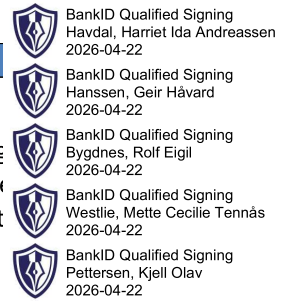 BankID Qualified Signing
Havdal, Harriet Ida Andreassen
2026-04-22
BankID Qualified Signing
Hanssen, Geir Håvard
2026-04-22
BankID Qualified Signing
Bygdnes, Rolf Eigil
2026-04-22
BankID Qualified Signing
Westlie, Mette Cecilie Tennås
2026-04-22
BankID Qualified Signing
Pettersen, Kjell Olav
2026-04-22